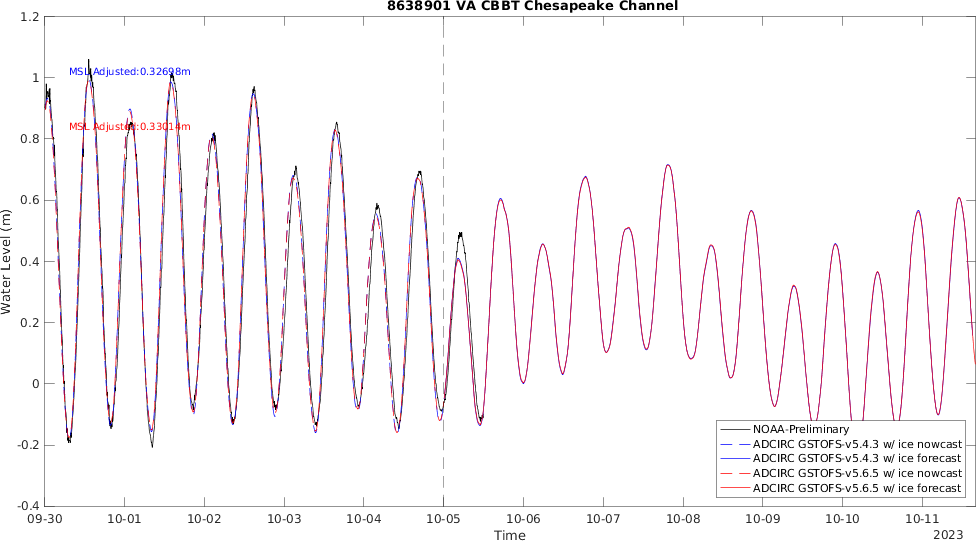 8638901 VA CBBT Chesapeake Channel
1.2
1
0.8
0.6
0.4
0.2
0
-0.2
-0.4
Water Level (m)
MSL Adjusted:0.32698m
MSL Adjusted:0.33014m
NOAA-Preliminary
ADCIRC GSTOFS-v5.4.3 w/ ice nowcast
ADCIRC GSTOFS-v5.4.3 w/ ice forecast
ADCIRC GSTOFS-v5.6.5 w/ ice nowcast
ADCIRC GSTOFS-v5.6.5 w/ ice forecast
09-30 10-01 10-02 10-03 10-04 10-05 10-06 10-07 10-08 10-09 10-10 10-11
Time
2023